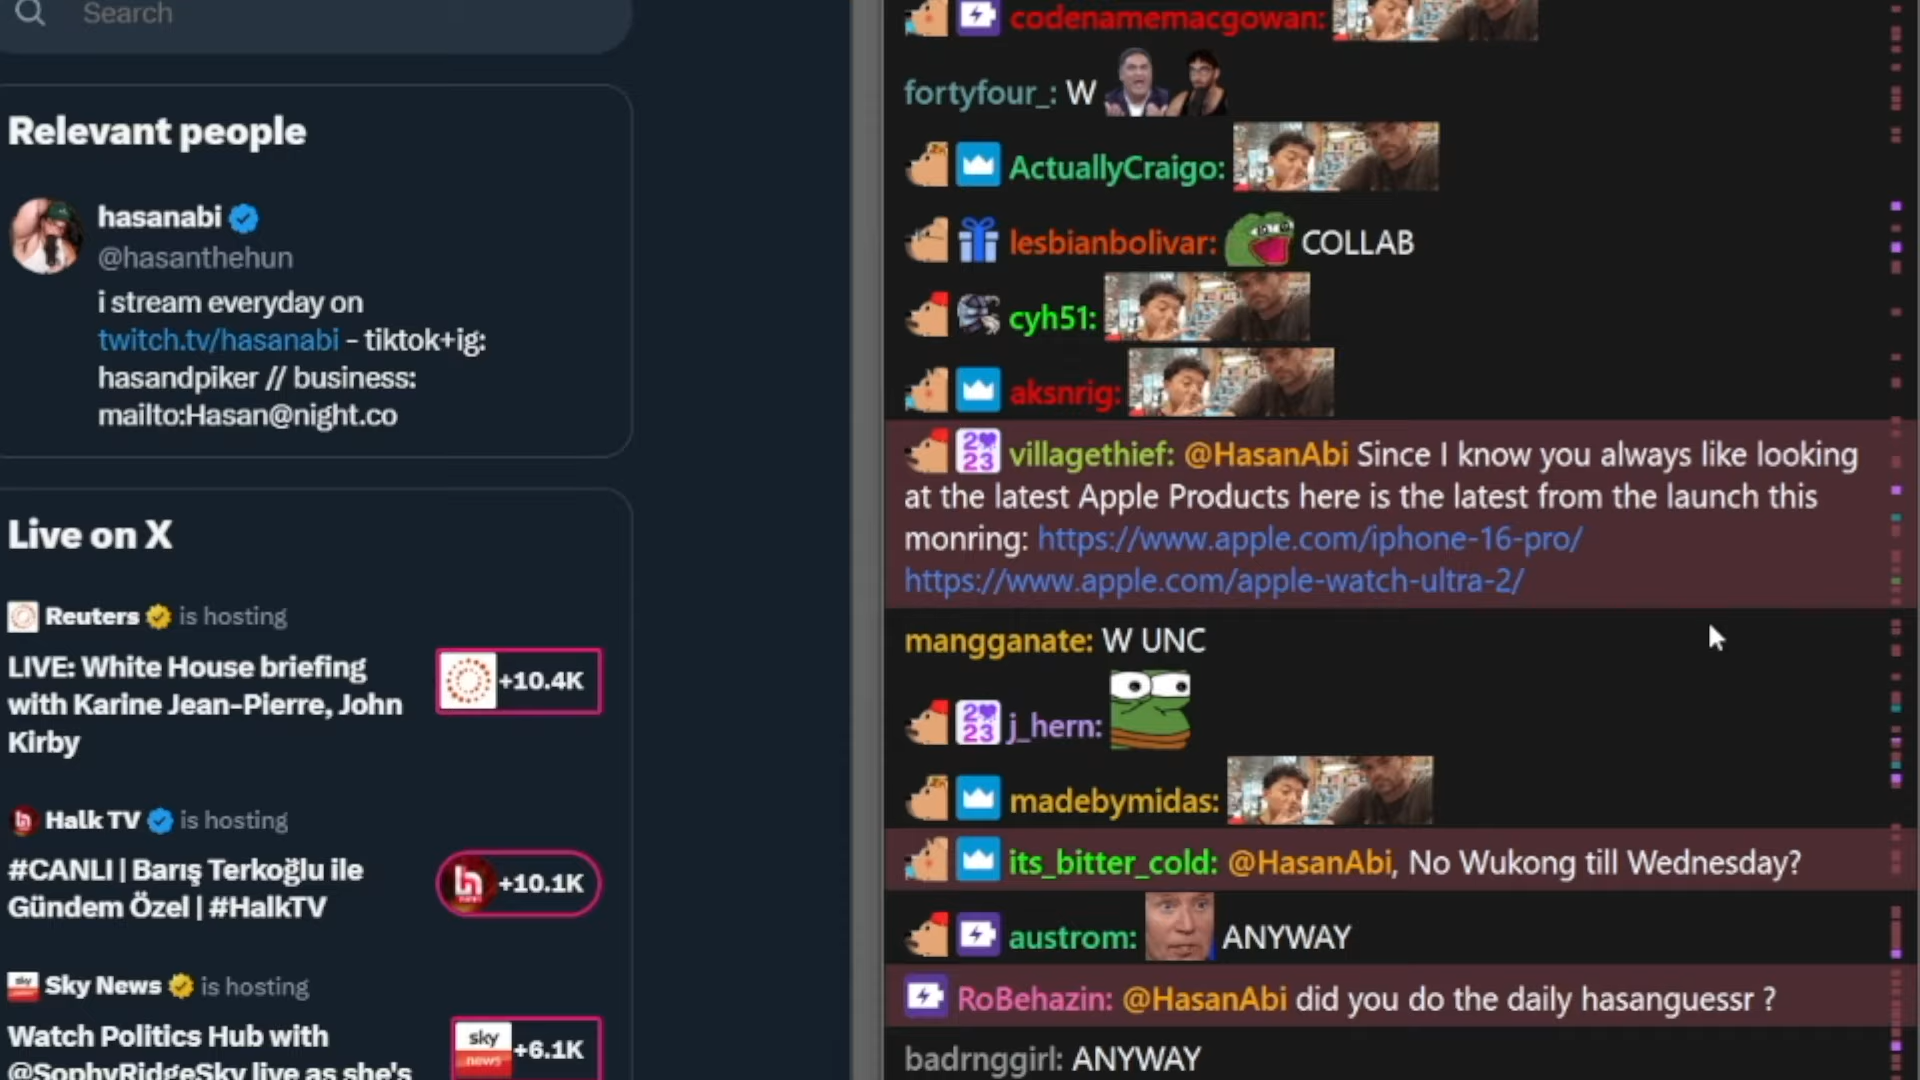 Search
Relevant people
hasanabi
@hasanthehun
i stream everyday on
twitch.tv/hasanabi - tiktok+ig:
hasandpiker // business:
mailto:Hasan@night.co
Live on X
Reuters is hosting
LIVE: White House briefing
with Karine Jean-Pierre, John
Kirby
+10.4K
Halk TV is hosting
#CANLI | Barış Terkoğlu ile
Gündem Özel | #HalkTV
+10.1K
Sky News is hosting
Watch Politics Hub with
@SophyRidgeSky live as she's
sky
news
+6.1K
codenamemacgowan:
fortyfour_: W
ActuallyCraigo:
lesbianbolivar: COLLAB
cyh51:
aksnrig:
2 23 villagethief: @HasanAbi Since I know you always like looking
at the latest Apple Products here is the latest from the launch this
monring: https://www.apple.com/iphone-16-pro/
https://www.apple.com/apple-watch-ultra-2/
mangganate: W UNC
2 23 j_hern:
madebymidas:
its_bitter_cold: @HasanAbi, No Wukong till Wednesday?
austrom: ANYWAY
RoBehazin: @HasanAbi did you do the daily hasanguessr ?
badrnggirl: ANYWAY